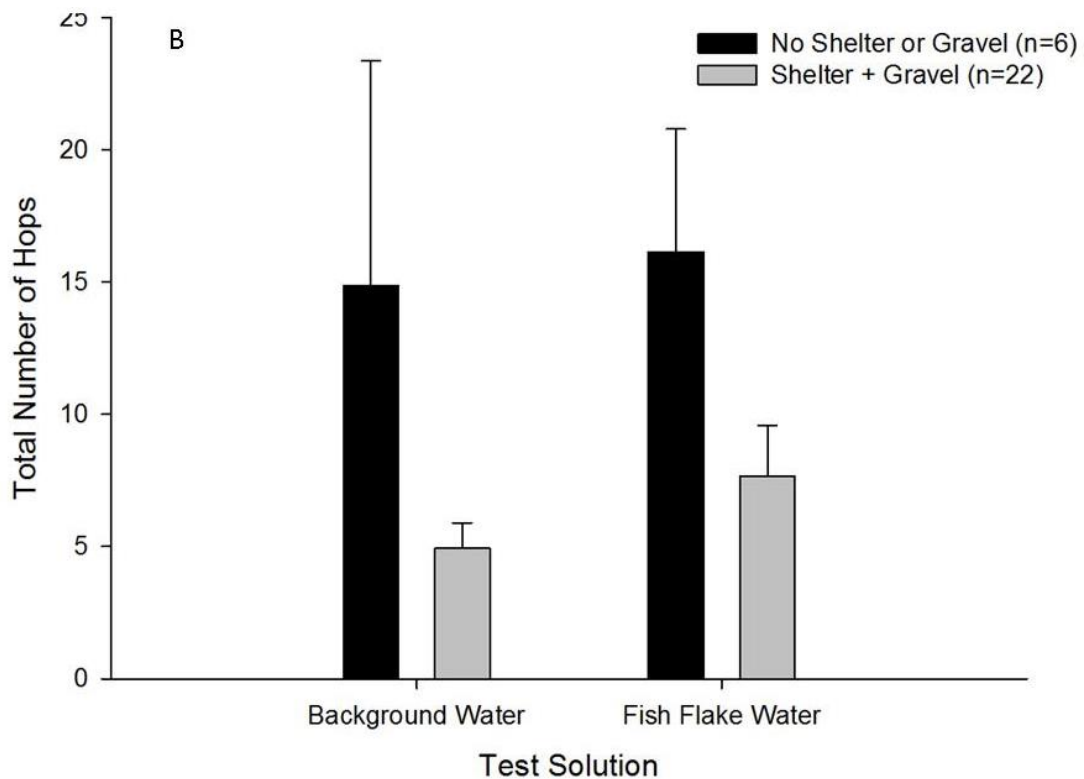 25
B
No Shelter or Gravel (n=6)
Shelter + Gravel (n=22)
20
15
10
5
0
Total Number of Hops
Background Water
Fish Flake Water
Test Solution